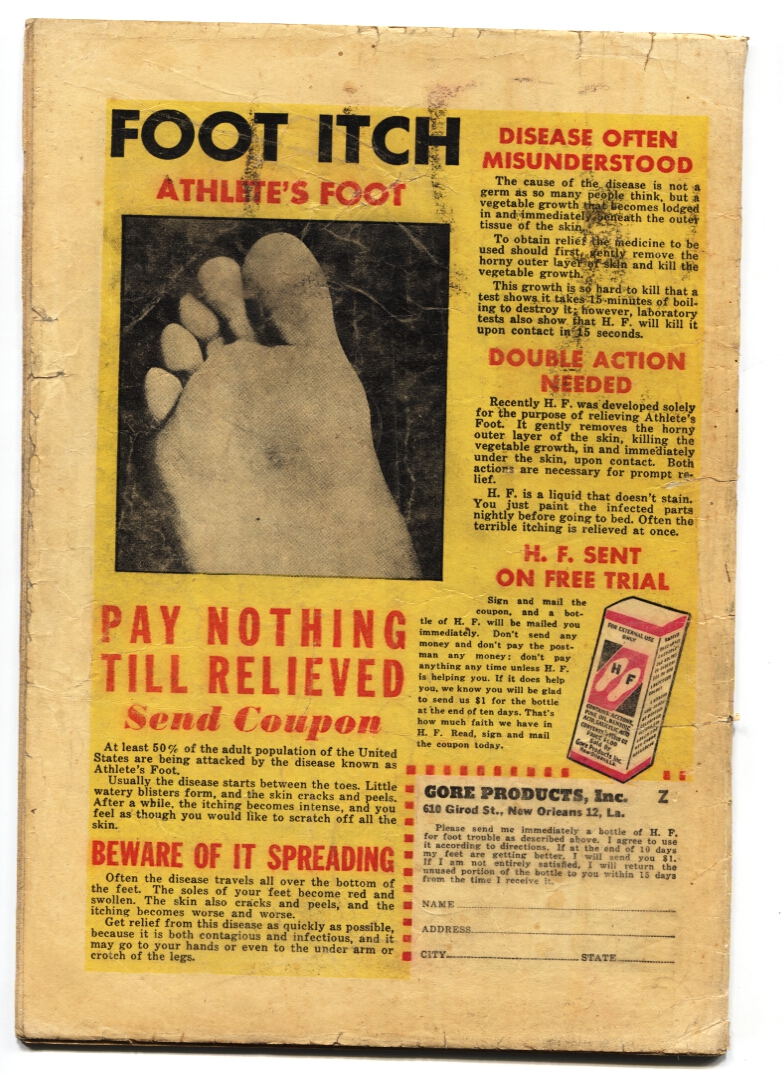 FOOT ITCH
ATHLETE'S FOOT
PAY NOTHING
TILL RELIEVED
Send Coupon
At least 50% of the adult population of the United
States are being attacked by the disease known as
Athlete's Foot.
Usually the disease starts between the toes. Little
watery blisters form, and the skin cracks and peels.
After a while, the itching becomes intense, and you
feel as though you would like to scratch off all the
skin.
BEWARE OF IT SPREADING
Often the disease travels all over the bottom of
the feet. The soles of your feet become red and
swollen. The skin also cracks and peels, and the
itching becomes worse and worse.
Get relief from this disease as quickly as possible,
because it is both contagious and infectious, and it
may go to your hands or even to the under arm or
crotch of the legs.
DISEASE OFTEN
MISUNDERSTOOD
The cause of the disease is not a
germ as so many people think, but a
vegetable growth that becomes lodged
in and immediately beneath the outer
tissue of the skin.
To obtain relief the medicine to be
used should first gently remove the
horny outer layer of skin and kill the
vegetable growth.
This growth is so hard to kill that a
test shows it takes 15 minutes of boil-
ing to destroy it; however, laboratory
tests also show that H. F. will kill it
upon contact in 15 seconds.
DOUBLE ACTION
NEEDED
Recently H. F. was developed solely
for the purpose of relieving Athlete's
Foot. It gently removes the horny
outer layer of the skin, killing the
vegetable growth, in and immediately
under the skin, upon contact. Both
actions are necessary for prompt re-
lief.
H. F. is a liquid that doesn't stain.
You just paint the infected parts
nightly before going to bed. Often the
terrible itching is relieved at once.
H. F. SENT
ON FREE TRIAL
Sign and mail the
coupon, and a bot-
tle of H. F. will be mailed you
immediately. Don't send any
money and don't pay the post-
man any money; don't pay
anything any time unless H. F.
is helping you. If it does help
you, we know you will be glad
to send us $1 for the bottle
at the end of ten days. That's
how much faith we have in
H. F. Read, sign and mail
the coupon today.
FOR EXTERNAL USE
ONLY
H F
Sold by
Gore Products Inc.
GORE PRODUCTS, Inc. Z
610 Girod St., New Orleans 12, La.
Please send me immediately a bottle of H. F.
for foot trouble as described above. I agree to use
it according to directions. If at the end of 10 days
my feet are getting better, I will send you $1.
If I am not entirely satisfied, I will return the
unused portion of the bottle to you within 15 days
from the time I receive it.
NAME
ADDRESS
CITY STATE